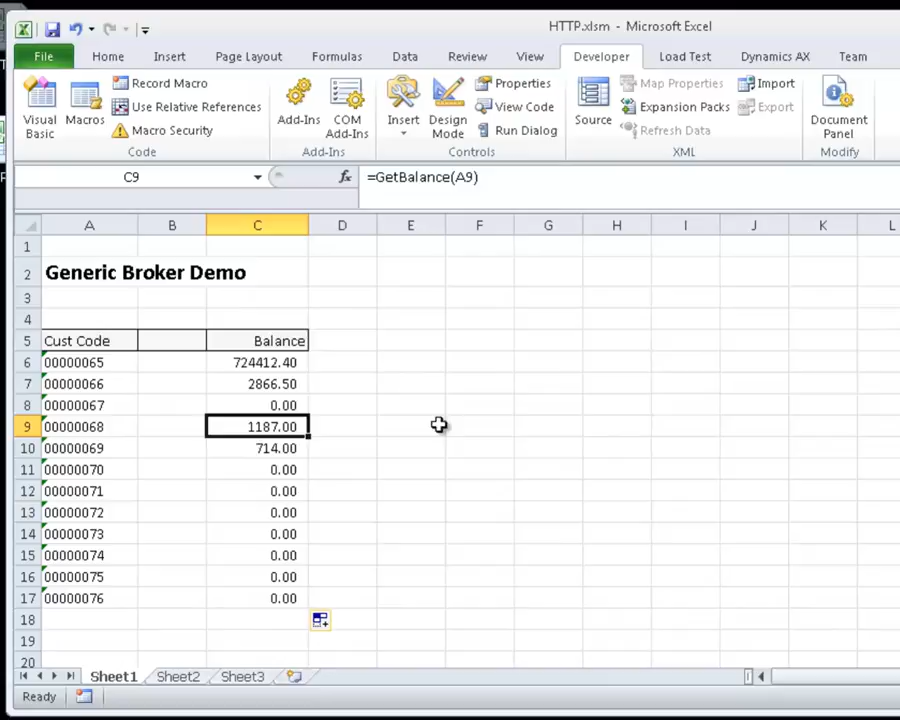 HTTP.xlsm - Microsoft Excel
File Home Insert Page Layout Formulas Data Review View Developer Load Test Dynamics AX Team
Visual Basic
Macros
Record Macro
Use Relative References
Macro Security
Code
Add-Ins
COM Add-Ins
Add-Ins
Insert
Design Mode
Properties
View Code
Run Dialog
Controls
Source
Map Properties
Expansion Packs
Refresh Data
Import
Export
XML
Document Panel
Modify
C9 fx =GetBalance(A9)
A B C D E F G H I J K L
1
2 Generic Broker Demo
3
4
5 Cust Code Balance
6 00000065 724412.40
7 00000066 2866.50
8 00000067 0.00
9 00000068 1187.00
10 00000069 714.00
11 00000070 0.00
12 00000071 0.00
13 00000072 0.00
14 00000073 0.00
15 00000074 0.00
16 00000075 0.00
17 00000076 0.00
18
19
20
Sheet1 Sheet2 Sheet3
Ready